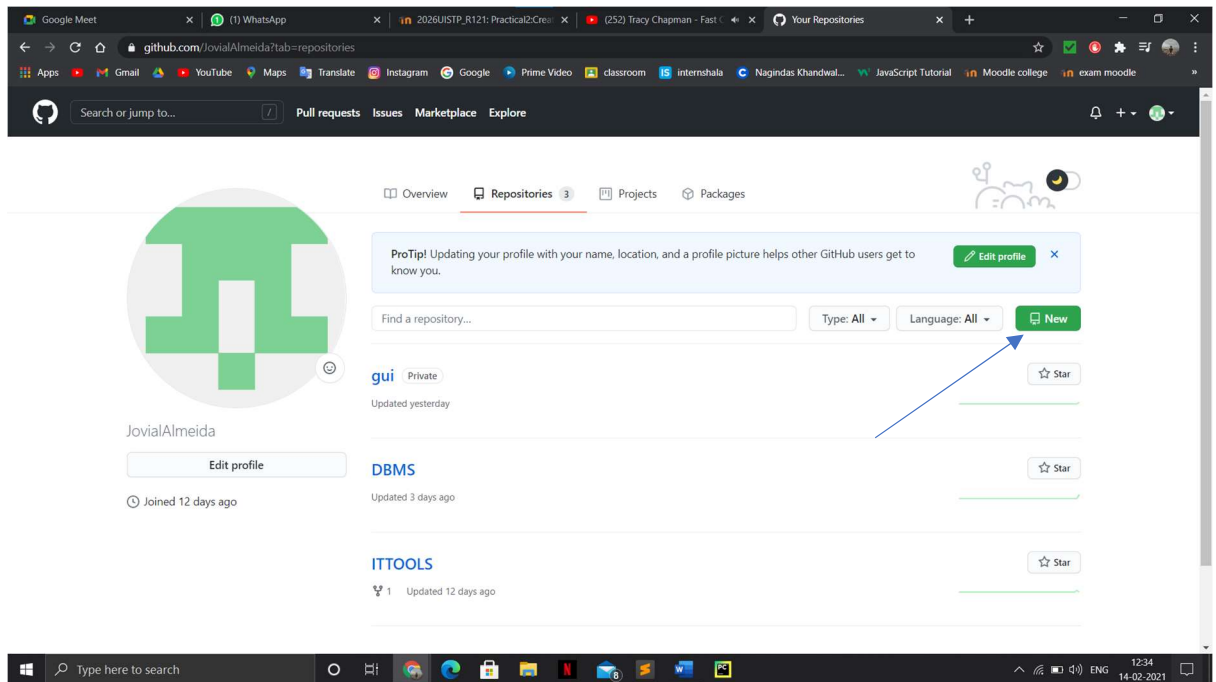 Google Meet
(1) WhatsApp
2026UISTP_R121: Practical2:Creat
(252) Tracy Chapman - Fast C
Your Repositories
github.com/JovialAlmeida?tab=repositories
Apps Gmail YouTube Maps Translate Instagram Google Prime Video classroom internshala Nagindas Khandwal... JavaScript Tutorial Moodle college exam moodle »
Search or jump to... / Pull requests Issues Marketplace Explore
Overview Repositories 3 Projects Packages
ProTip! Updating your profile with your name, location, and a profile picture helps other GitHub users get to
know you.
Edit profile
Find a repository... Type: All Language: All New
gui Private Star
Updated yesterday
JovialAlmeida
Edit profile
Joined 12 days ago
DBMS Star
Updated 3 days ago
ITTOOLS Star
1 Updated 12 days ago
Type here to search
8
ENG
12:34
14-02-2021